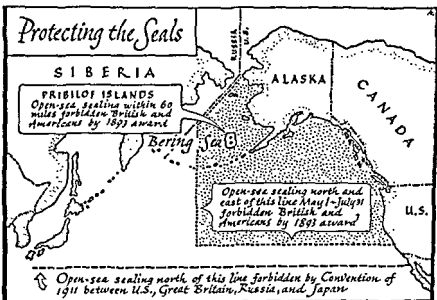 Protecting the Seals
RUSSIA
U.S.
SIBERIA
ALASKA
CANADA
PRIBILOF ISLANDS
Open-sea sealing within 60
miles forbidden British and
Americans by 1893 award
Bering Sea
Open-sea sealing north and
east of this line May 1-July 31
forbidden British and
Americans by 1893 award
U.S.
Open-sea sealing north of this line forbidden by Convention of
1911 between U.S., Great Britain, Russia, and Japan